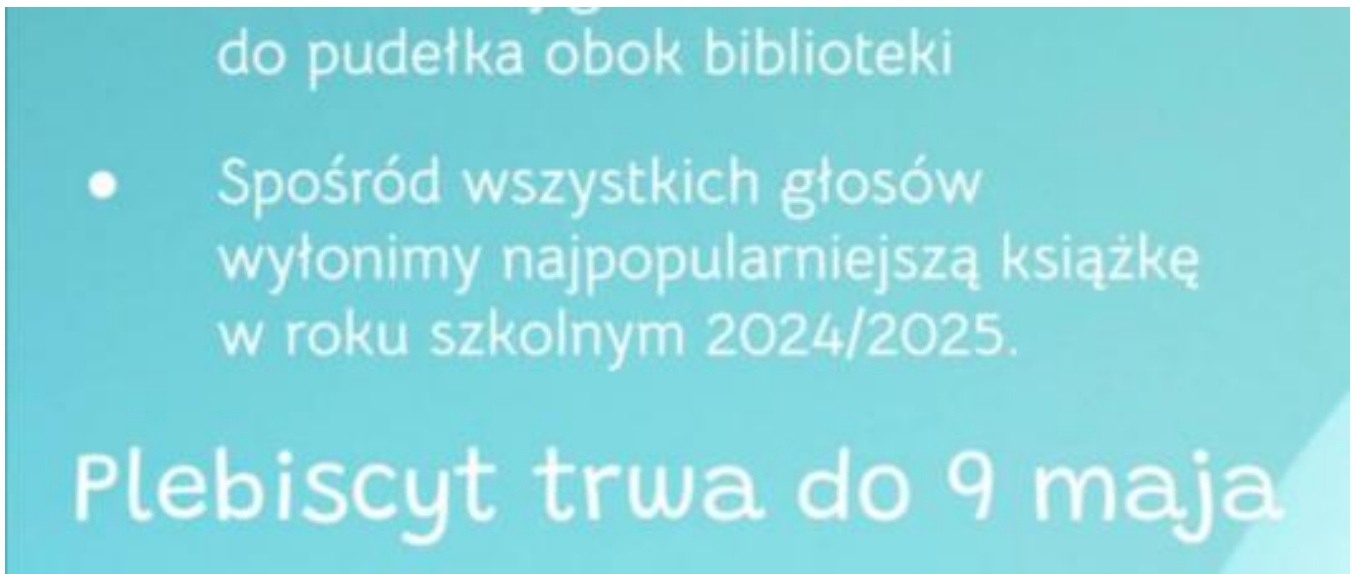 do pudełka obok biblioteki
• Spośród wszystkich głosów
wyłonimy najpopularniejszą książkę
w roku szkolnym 2024/2025.
Plebiscyt trwa do 9 maja